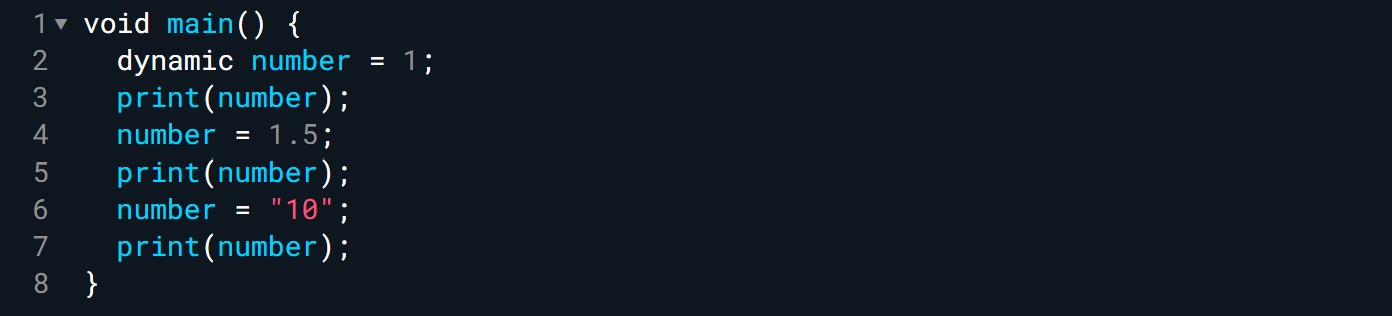 1 void main() {
2 dynamic number = 1;
3 print(number);
4 number = 1.5;
5 print(number);
6 number = "10";
7 print(number);
8 }